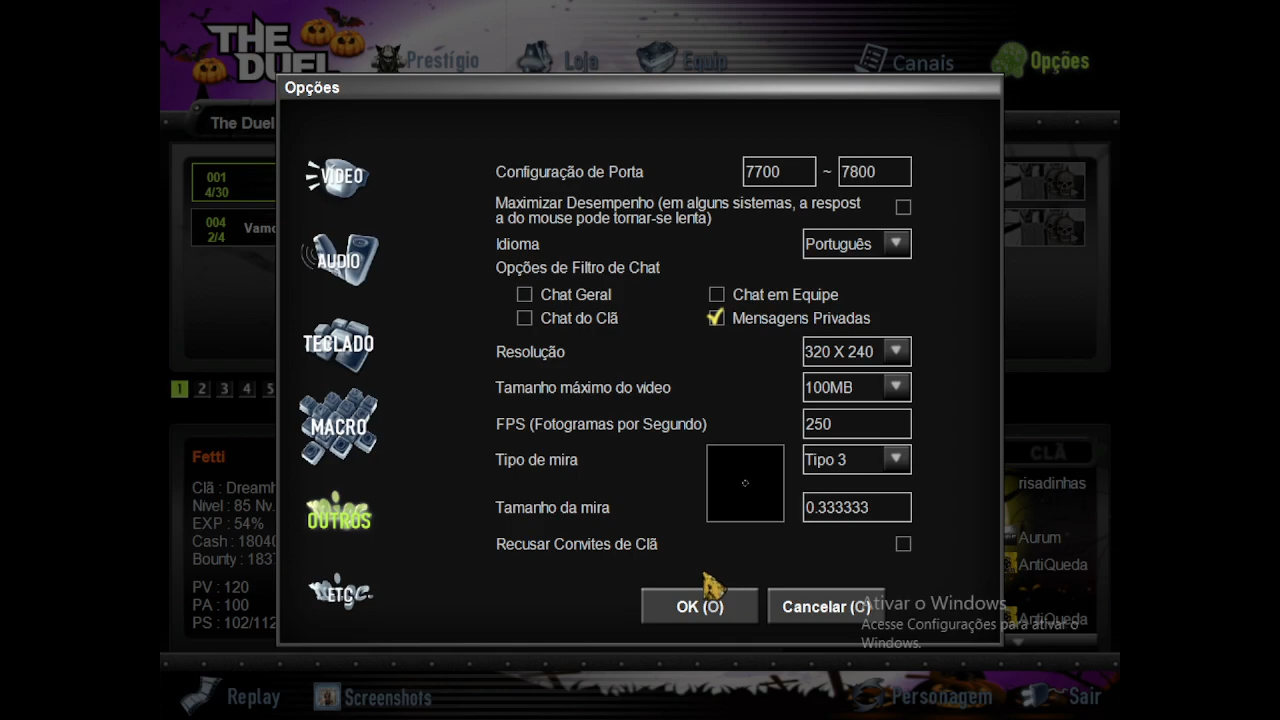 THE DUEL
Prestígio
Loja
Equip
Canais
Opções
Opções
The Duel
001
4/30
004
2/4
Vamo
VIDEO
AUDIO
TECLADO
MACRO
OUTROS
ETC
Configuração de Porta
7700 ~ 7800
Maximizar Desempenho (em alguns sistemas, a respost
a do mouse pode tornar-se lenta)
Idioma
Português
Opções de Filtro de Chat
Chat Geral
Chat em Equipe
Chat do Clã
Mensagens Privadas
Resolução
320 X 240
Tamanho máximo do video
100MB
FPS (Fotogramas por Segundo)
250
Tipo de mira
Tipo 3
Tamanho da mira
0.333333
Recusar Convites de Clã
OK (O)
Cancelar (C)
1 2 3 4 5
Fetti
Clã : Dreamh
Nivel : 85 Nv.
EXP : 54%
Cash : 18040
Bounty : 1837
PV : 120
PA : 100
PS : 102/112
CLÃ
risadinhas
Aurum
AntiQueda
AntiQueda
Ativar o Windows
Acesse Configurações para ativar o
Windows.
Replay
Screenshots
Personagem
Sair